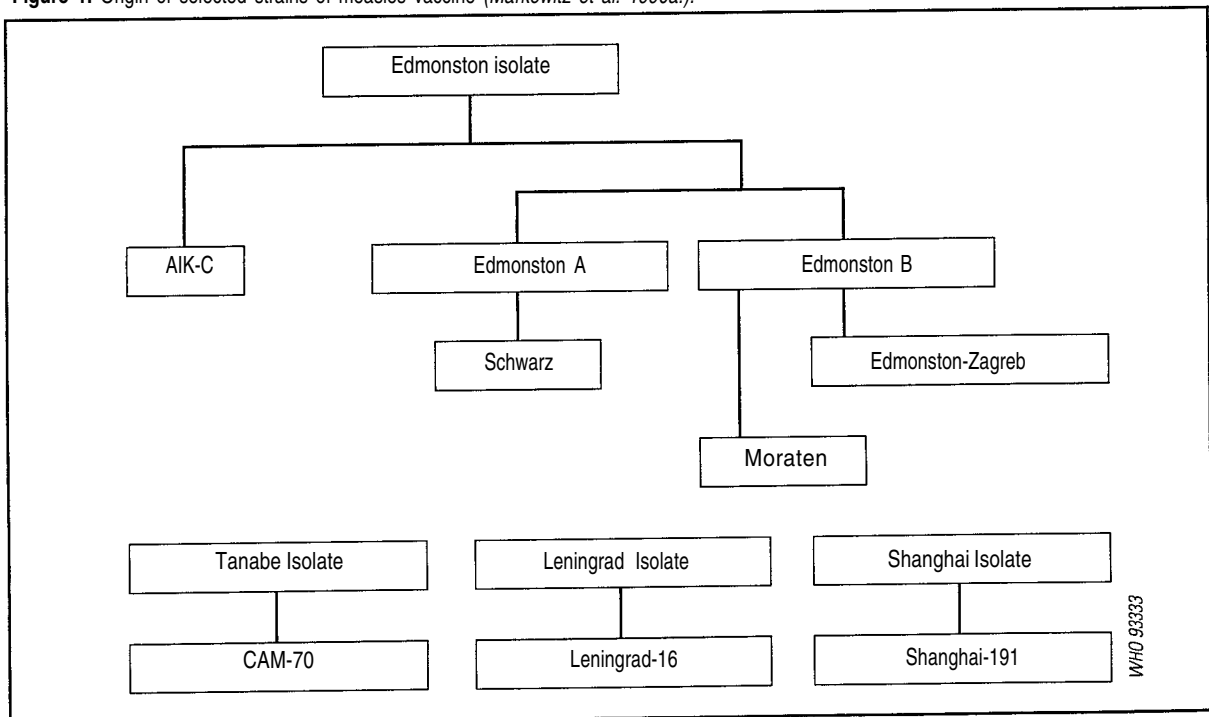 Figure 1. Origin of selected strains of measles vaccine (Markowitz et al. 1990a.).
Edmonston isolate
AIK-C
Edmonston A
Edmonston B
Schwarz
Edmonston-Zagreb
Moraten
Tanabe Isolate
Leningrad Isolate
Shanghai Isolate
CAM-70
Leningrad-16
Shanghai-191
WHO 93333